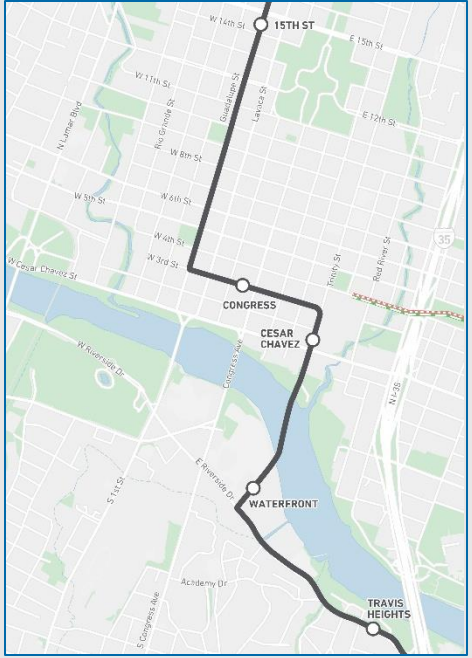 W 14th St
15TH ST
E 15th St
W 11th St
Guadalupe St
Lavaca St
N Lamar Blvd
Rio Grande St
E 12th St
W 8th St
W 6th St
W 5th St
W 4th St
W 3rd St
Trinity St
Red River St
35
W Cesar Chavez St
CONGRESS
CESAR
CHAVEZ
W Riverside Dr
Congress Ave
N I-35
E Riverside Dr
S 1st St
WATERFRONT
Academy Dr
S Congress Ave
TRAVIS
HEIGHTS